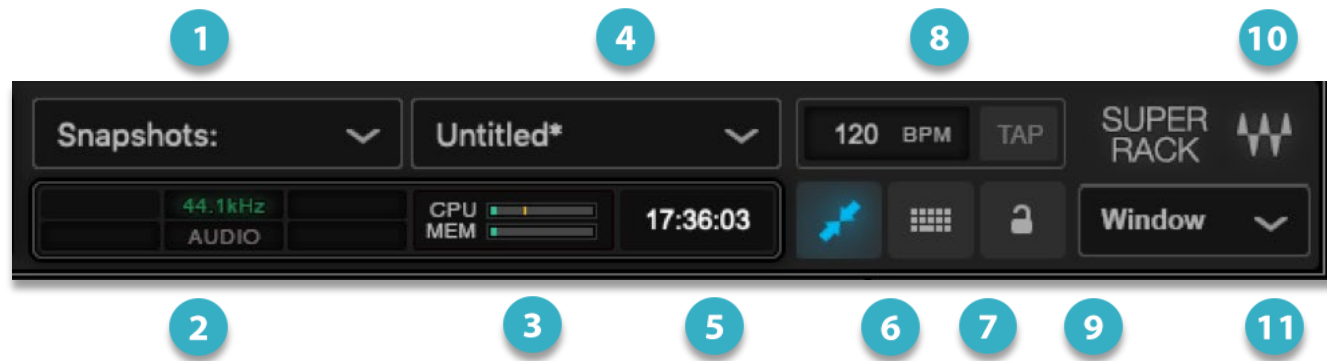 1 4 8 10
Snapshots: Untitled* 120 BPM TAP SUPER
RACK
44.1kHz CPU 17:36:03 Window
AUDIO MEM
2 3 5 6 7 9 11